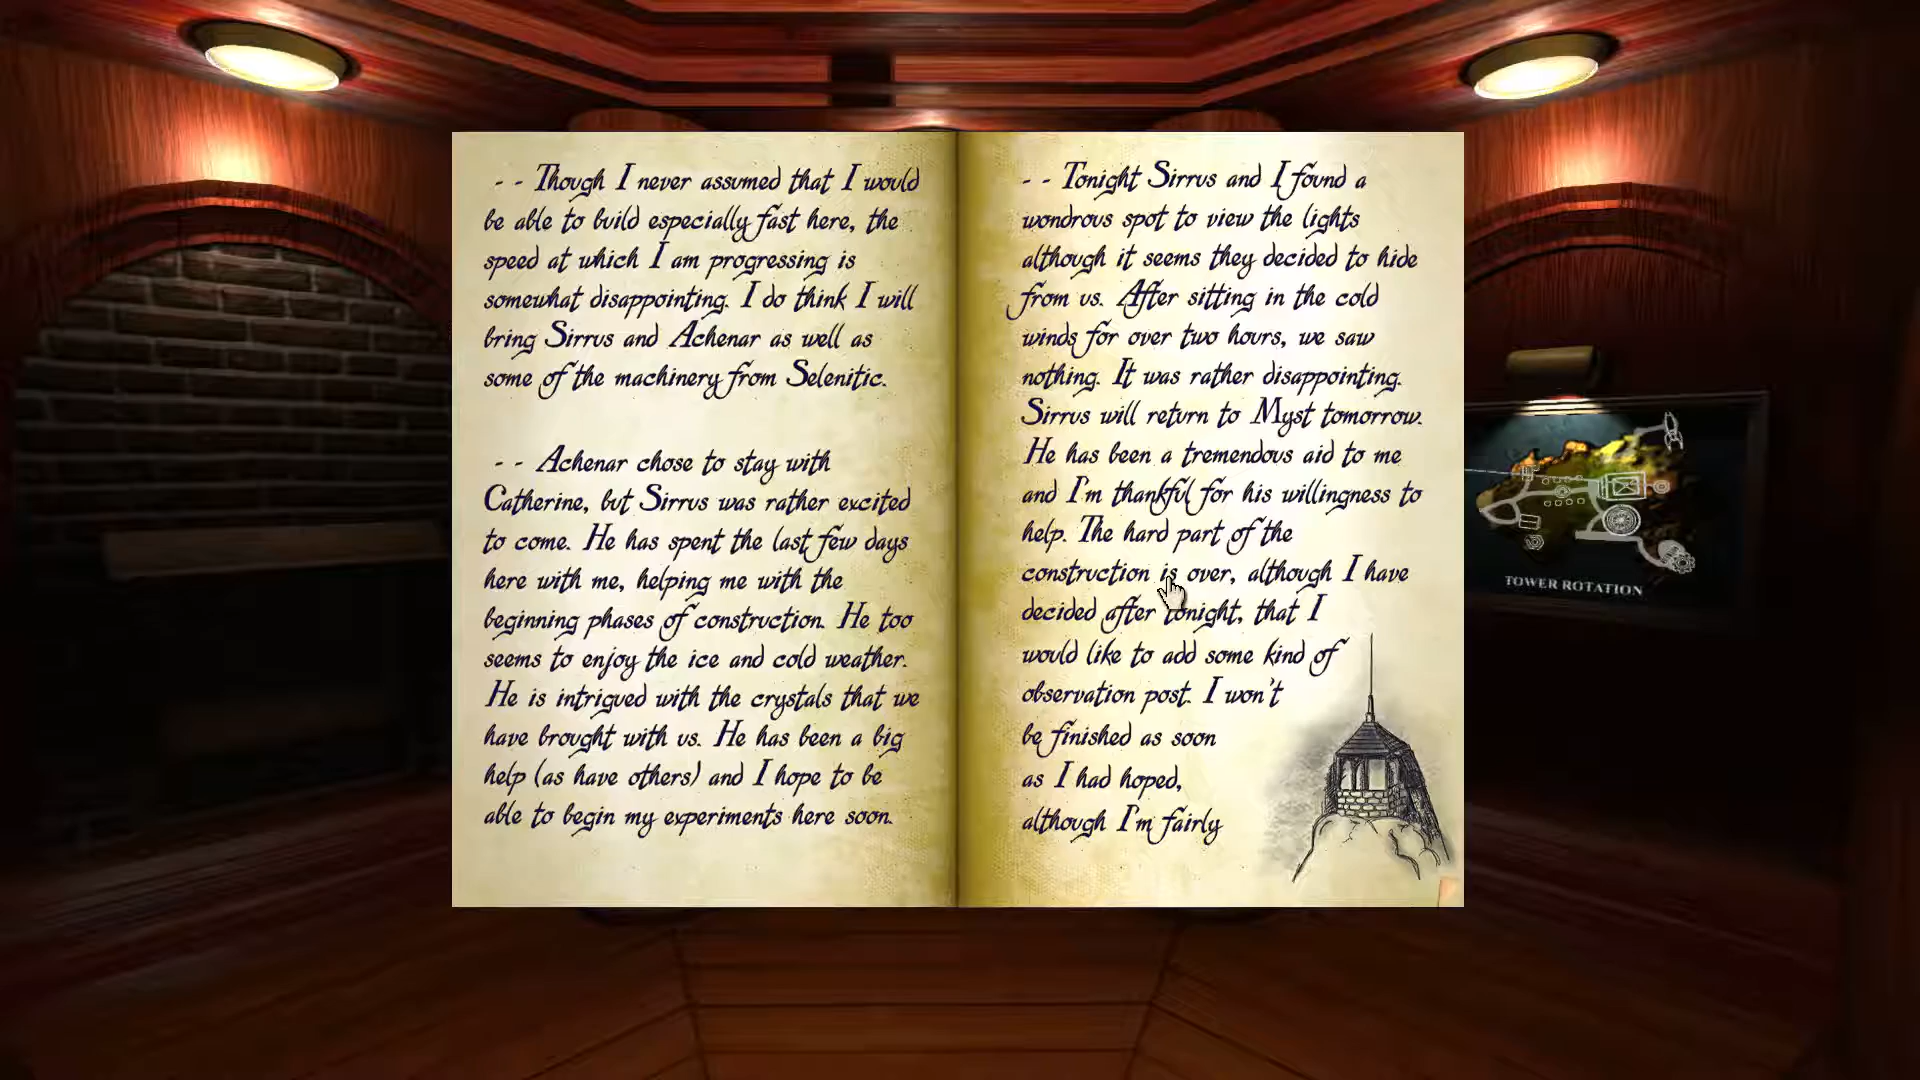 - - Though I never assumed that I would
be able to build especially fast here, the
speed at which I am progressing is
somewhat disappointing. I do think I will
bring Sirrus and Achenar as well as
some of the machinery from Selenitic.
- - Achenar chose to stay with
Catherine, but Sirrus was rather excited
to come. He has spent the last few days
here with me, helping me with the
beginning phases of construction. He too
seems to enjoy the ice and cold weather.
He is intrigued with the crystals that we
have brought with us. He has been a big
help (as have others) and I hope to be
able to begin my experiments here soon.
- - Tonight Sirrus and I found a
wondrous spot to view the lights
although it seems they decided to hide
from us. After sitting in the cold
winds for over two hours, we saw
nothing. It was rather disappointing.
Sirrus will return to Myst tomorrow.
He has been a tremendous aid to me
and I'm thankful for his willingness to
help. The hard part of the
construction is over, although I have
decided after tonight, that I
would like to add some kind of
observation post. I won't
be finished as soon
as I had hoped,
although I'm fairly
TOWER ROTATION